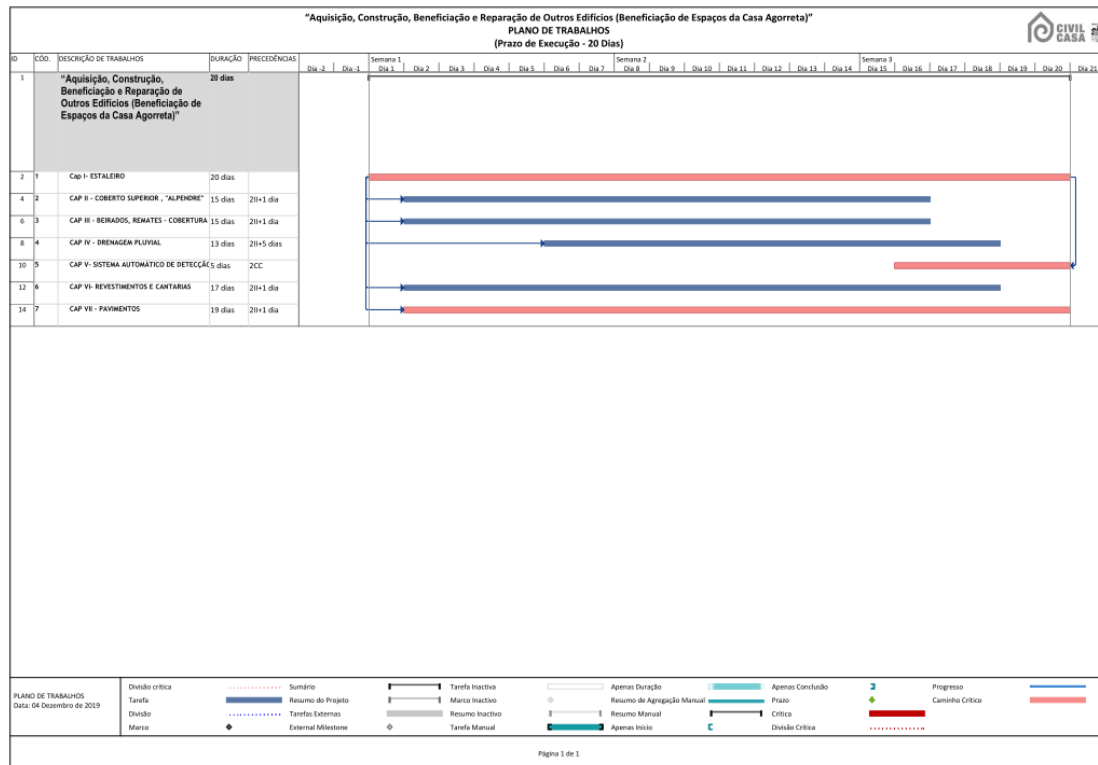 “Aquisição, Construção, Beneficiação e Reparação de Outros Edifícios (Beneficiação de Espaços da Casa Agorreta)”
PLANO DE TRABALHOS
(Prazo de Execução - 20 Dias)
CIVIL
CASA
ID CÓD. DESCRIÇÃO DE TRABALHOS DURAÇÃO PRECEDÊNCIAS
Semana 1 Semana 2 Semana 3
Dia -2 Dia -1 Dia 1 Dia 2 Dia 3 Dia 4 Dia 5 Dia 6 Dia 7 Dia 8 Dia 9 Dia 10 Dia 11 Dia 12 Dia 13 Dia 14 Dia 15 Dia 16 Dia 17 Dia 18 Dia 19 Dia 20 Dia 21
1 “Aquisição, Construção, 20 dias
Beneficiação e Reparação de
Outros Edifícios (Beneficiação de
Espaços da Casa Agorreta)”
2 1 Cap I- ESTALEIRO 20 dias
4 2 CAP II - COBERTO SUPERIOR , "ALPENDRE" 15 dias 2II+1 dia
6 3 CAP III - BEIRADOS, REMATES - COBERTURA 15 dias 2II+1 dia
8 4 CAP IV - DRENAGEM PLUVIAL 13 dias 2II+5 dias
10 5 CAP V- SISTEMA AUTOMÁTICO DE DETECÇÃO 5 dias 2CC
12 6 CAP VI- REVESTIMENTOS E CANTARIAS 17 dias 2II+1 dia
14 7 CAP VII - PAVIMENTOS 19 dias 2II+1 dia
PLANO DE TRABALHOS
Data: 04 Dezembro de 2019
Divisão crítica Sumário Tarefa Inactiva Apenas Duração Apenas Conclusão Progresso
Tarefa Resumo do Projeto Marco Inactivo Resumo de Agregação Manual Prazo Caminho Crítico
Divisão Tarefas Externas Resumo Inactivo Resumo Manual Crítica
Marco External Milestone Tarefa Manual Apenas Início Divisão Crítica
Página 1 de 1